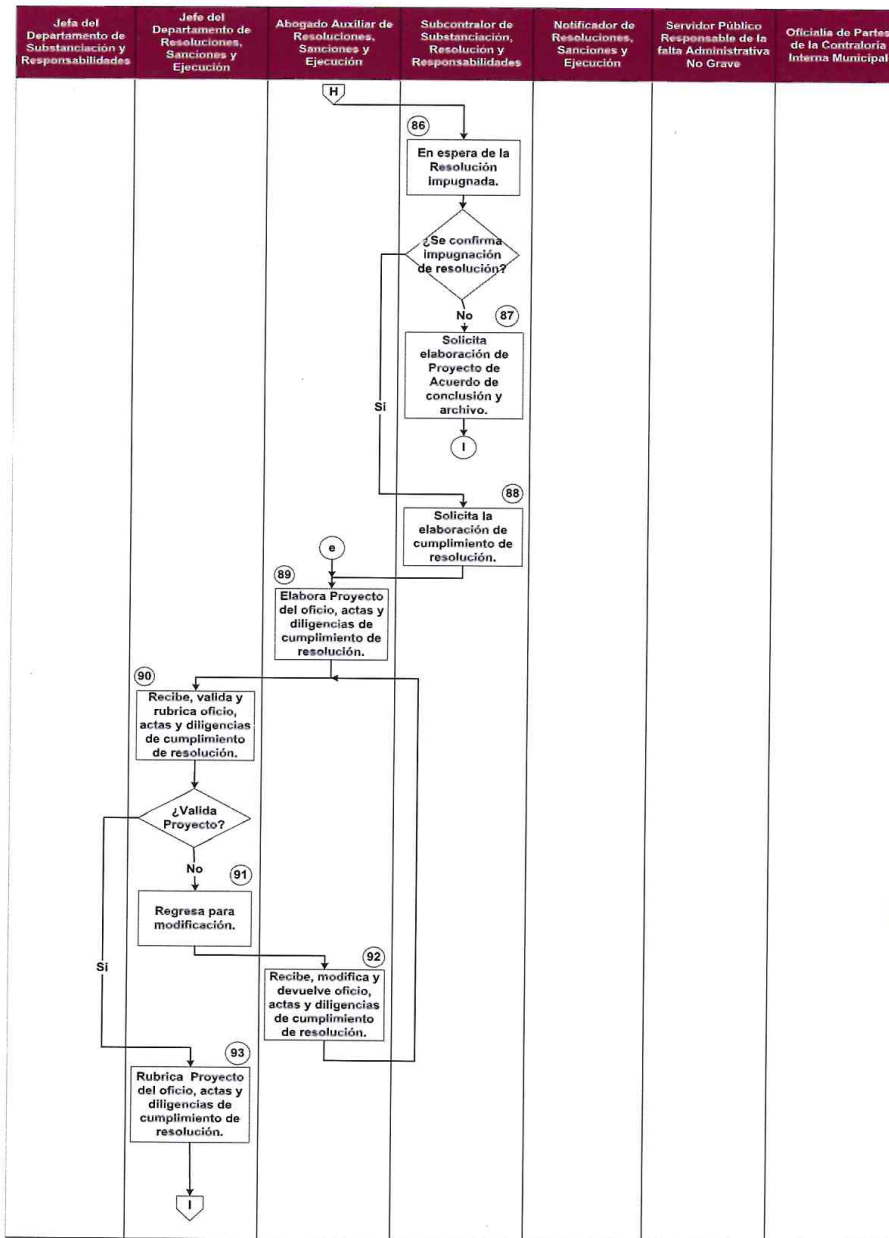 Jefa del
Departamento de
Substanciación y
Responsabilidades
Jefe del
Departamento de
Resoluciones,
Sanciones y
Ejecución
Abogado Auxiliar de
Resoluciones,
Sanciones y
Ejecución
Subcontralor de
Substanciación,
Resolución y
Responsabilidades
Notificador de
Resoluciones,
Sanciones y
Ejecución
Servidor Público
Responsable de la
falta Administrativa
No Grave
Oficialía de Partes
de la Contraloría
Interna Municipal
H
86
En espera de la
Resolución
impugnada.
¿Se confirma
impugnación
de resolución?
No
87
Solicita
elaboración de
Proyecto de
Acuerdo de
conclusión y
archivo.
Si
I
88
Solicita la
elaboración de
cumplimiento de
resolución.
e
89
Elabora Proyecto
del oficio, actas y
diligencias de
cumplimiento de
resolución.
90
Recibe, valida y
rubrica oficio,
actas y diligencias
de cumplimiento
de resolución.
¿Valida
Proyecto?
No
91
Regresa para
modificación.
Si
92
Recibe, modifica y
devuelve oficio,
actas y diligencias
de cumplimiento
de resolución.
93
Rubrica Proyecto
del oficio, actas y
diligencias de
cumplimiento de
resolución.
I